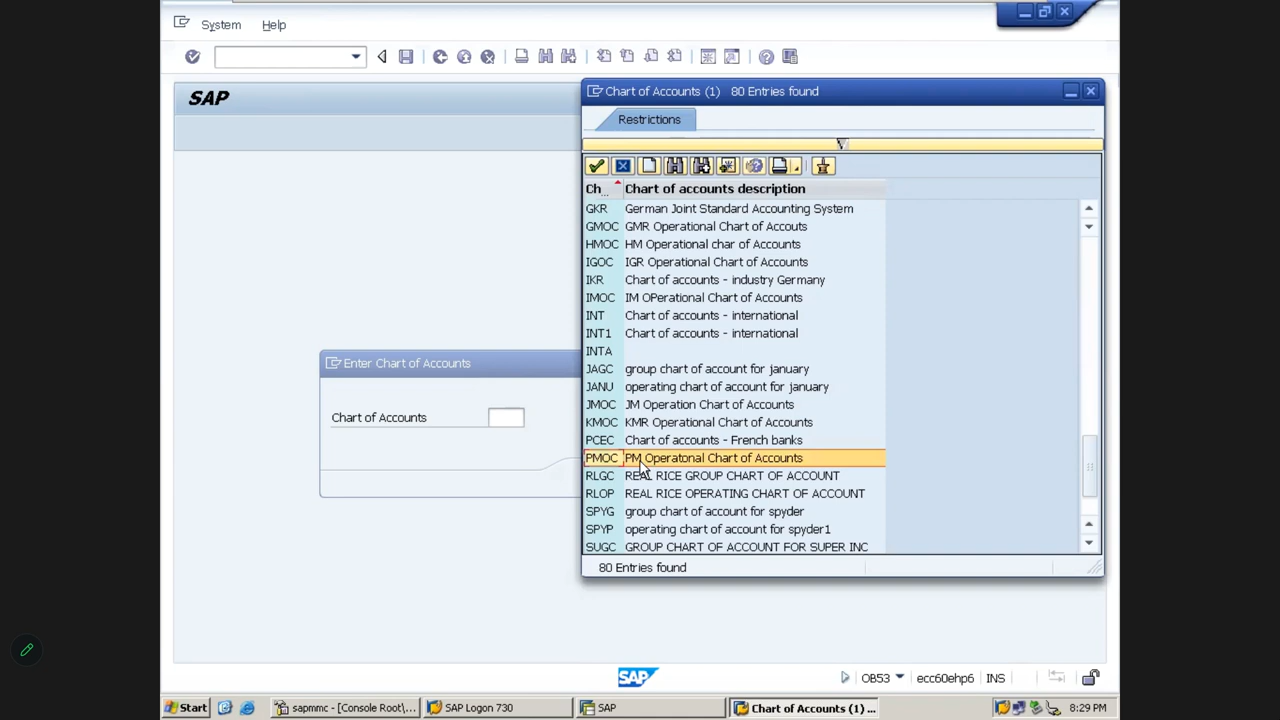 System Help
SAP
Chart of Accounts (1) 80 Entries found
Restrictions
Ch... Chart of accounts description
GKR German Joint Standard Accounting System
GMOC GMR Operational Chart of Accouts
HMOC HM Operational char of Accounts
IGOC IGR Operational Chart of Accounts
IKR Chart of accounts - industry Germany
IMOC IM OPerational Chart of Accounts
INT Chart of accounts - international
INT1 Chart of accounts - international
INTA
JAGC group chart of account for january
JANU operating chart of account for january
JMOC JM Operation Chart of Accounts
KMOC KMR Operational Chart of Accounts
PCEC Chart of accounts - French banks
PMOC PM Operatonal Chart of Accounts
RLGC REAL RICE GROUP CHART OF ACCOUNT
RLOP REAL RICE OPERATING CHART OF ACCOUNT
SPYG group chart of account for spyder
SPYP operating chart of account for spyder1
SUGC GROUP CHART OF ACCOUNT FOR SUPER INC
80 Entries found
Enter Chart of Accounts
Chart of Accounts
SAP OB53 ecc60ehp6 INS
Start sapmmc - [Console Root\... SAP Logon 730 SAP Chart of Accounts (1) ... 8:29 PM